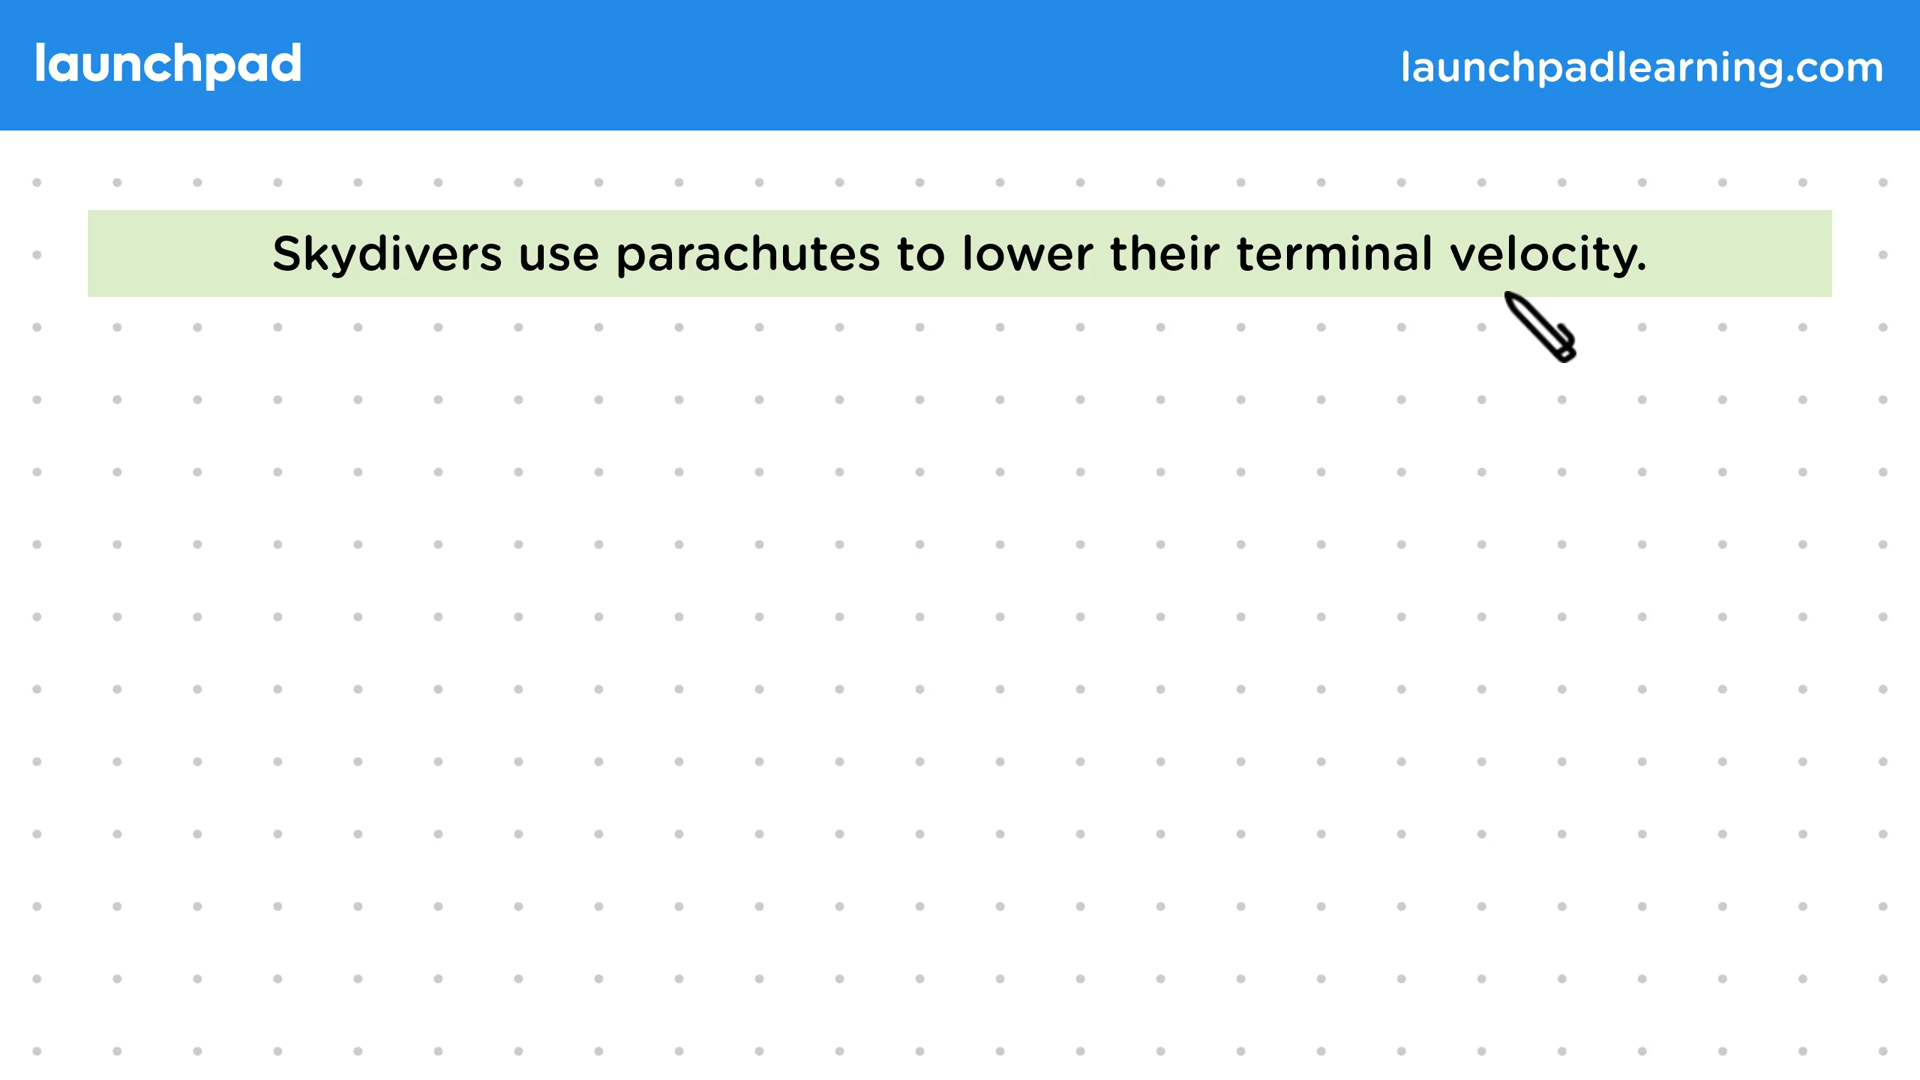 launchpad
launchpadlearning.com
Skydivers use parachutes to lower their terminal velocity.